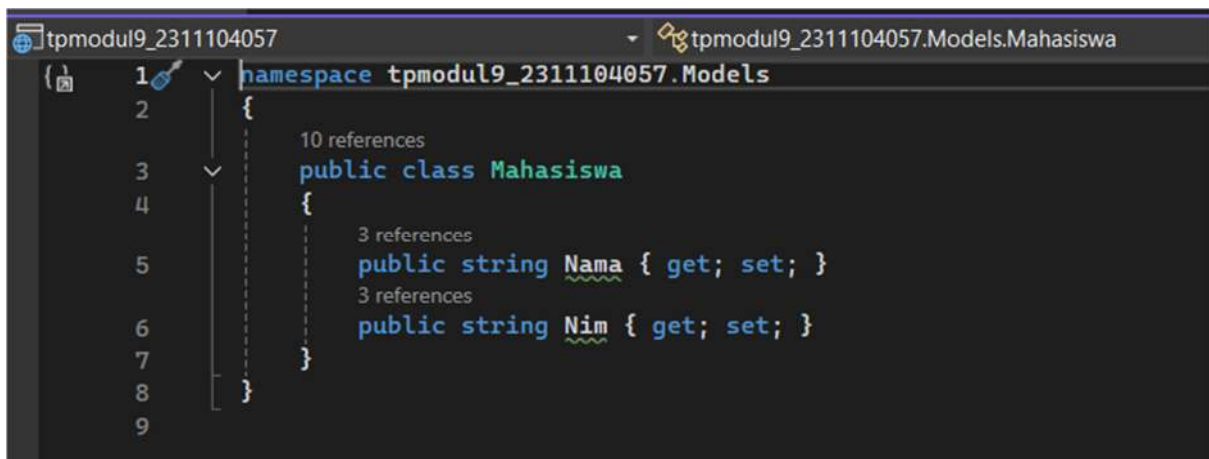 tpmodul9_2311104057 tpmodul9_2311104057.Models.Mahasiswa
1 namespace tpmodul9_2311104057.Models
2 {
10 references
3 public class Mahasiswa
4 {
3 references
5 public string Nama { get; set; }
3 references
6 public string Nim { get; set; }
7 }
8 }
9